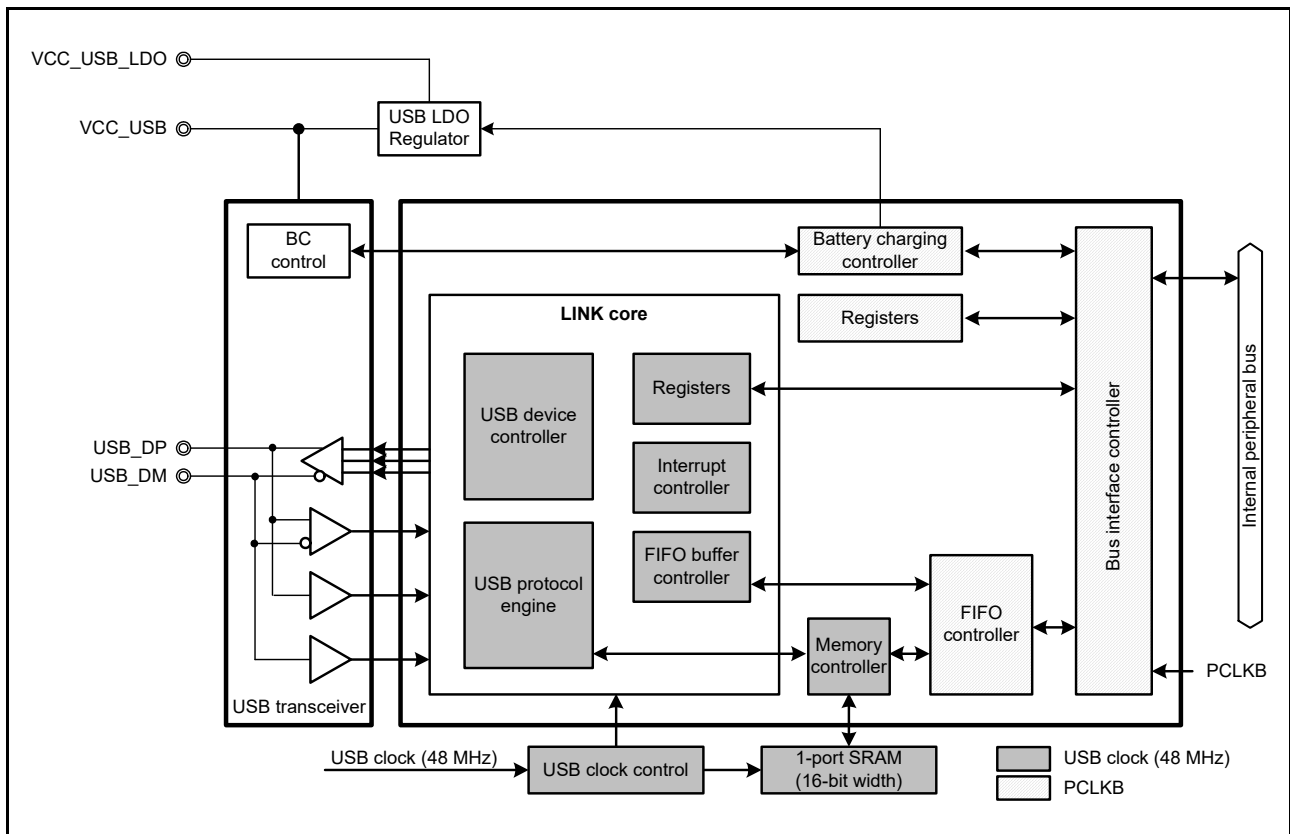 VCC_USB_LDO
VCC_USB
USB LDO
Regulator
BC
control
Battery charging
controller
LINK core
Registers
USB device
controller
Registers
Interrupt
controller
USB_DP
USB_DM
FIFO buffer
controller
USB protocol
engine
FIFO
controller
Memory
controller
Bus interface controller
Internal peripheral bus
PCLKB
USB transceiver
USB clock (48 MHz)
USB clock control
1-port SRAM
(16-bit width)
USB clock (48 MHz)
PCLKB